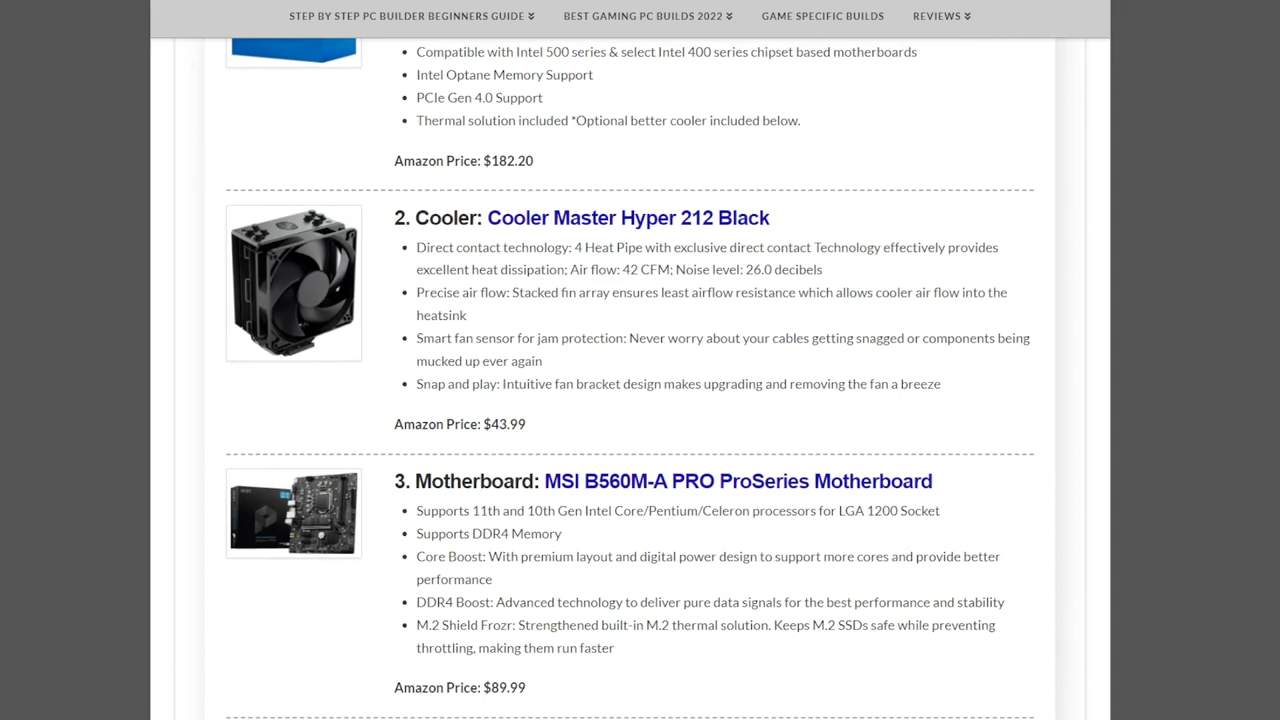 STEP BY STEP PC BUILDER BEGINNERS GUIDE BEST GAMING PC BUILDS 2022 GAME SPECIFIC BUILDS REVIEWS
Compatible with Intel 500 series & select Intel 400 series chipset based motherboards
Intel Optane Memory Support
PCIe Gen 4.0 Support
Thermal solution included *Optional better cooler included below.
Amazon Price: $182.20
2. Cooler: Cooler Master Hyper 212 Black
Direct contact technology: 4 Heat Pipe with exclusive direct contact Technology effectively provides
excellent heat dissipation; Air flow: 42 CFM; Noise level: 26.0 decibels
Precise air flow: Stacked fin array ensures least airflow resistance which allows cooler air flow into the
heatsink
Smart fan sensor for jam protection: Never worry about your cables getting snagged or components being
mucked up ever again
Snap and play: Intuitive fan bracket design makes upgrading and removing the fan a breeze
Amazon Price: $43.99
3. Motherboard: MSI B560M-A PRO ProSeries Motherboard
Supports 11th and 10th Gen Intel Core/Pentium/Celeron processors for LGA 1200 Socket
Supports DDR4 Memory
Core Boost: With premium layout and digital power design to support more cores and provide better
performance
DDR4 Boost: Advanced technology to deliver pure data signals for the best performance and stability
M.2 Shield Frozr: Strengthened built-in M.2 thermal solution. Keeps M.2 SSDs safe while preventing
throttling, making them run faster
Amazon Price: $89.99